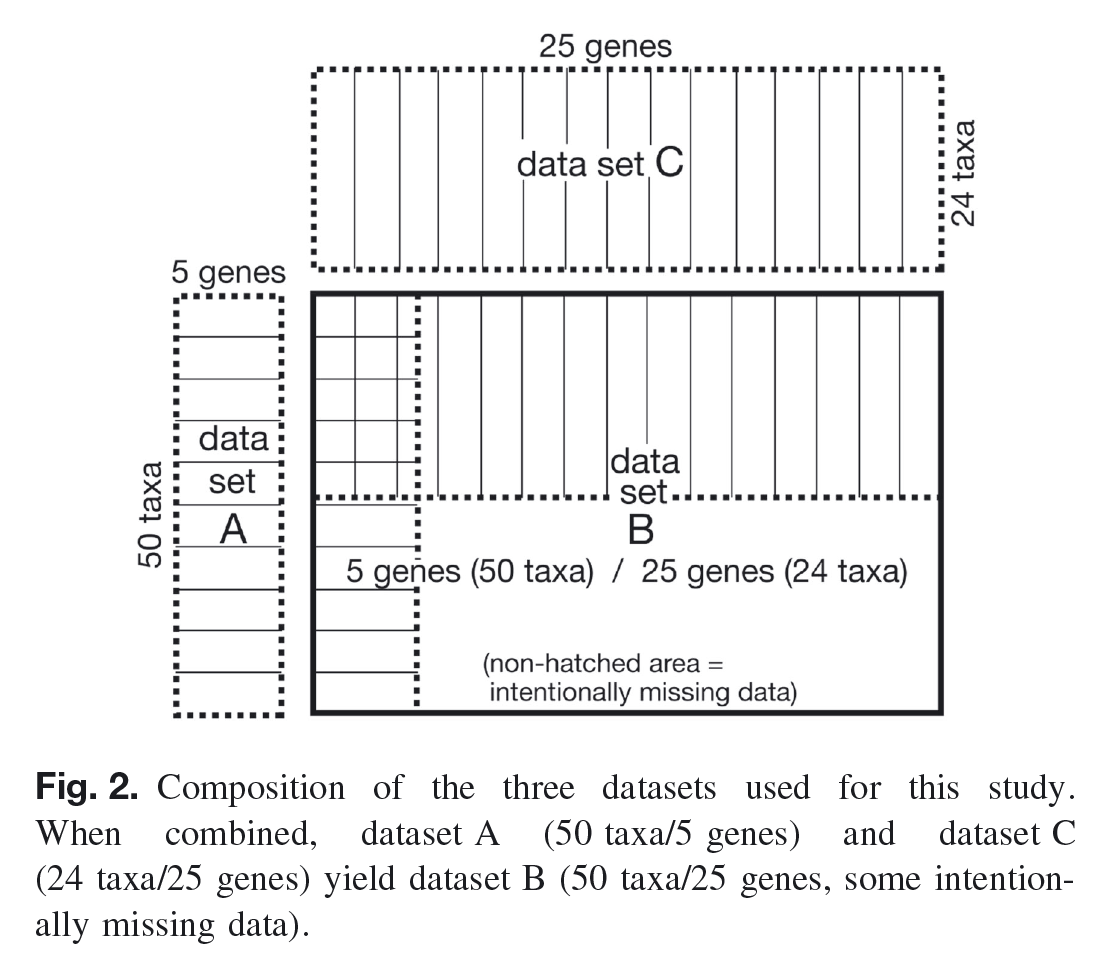 25 genes
data set C
24 taxa
5 genes
50 taxa
data
set
A
data
set
B
5 genes (50 taxa) / 25 genes (24 taxa)
(non-hatched area =
intentionally missing data)
Fig. 2. Composition of the three datasets used for this study.
When combined, dataset A (50 taxa/5 genes) and dataset C
(24 taxa/25 genes) yield dataset B (50 taxa/25 genes, some intention-
ally missing data).